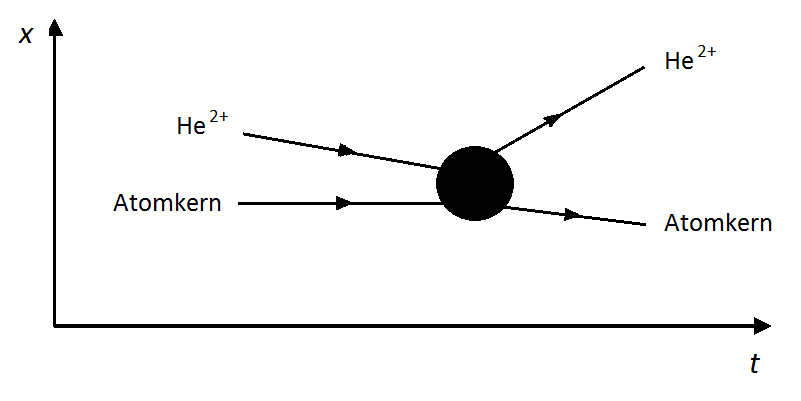 x
He²⁺
He²⁺
Atomkern
Atomkern
t